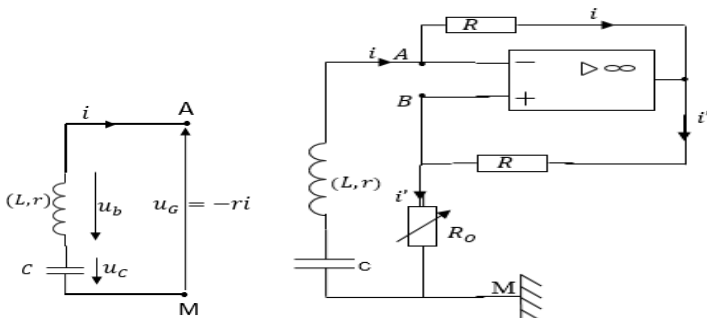 i
A
(L, r)
u_b
u_G = −ri
C
u_C
M
i
R
i
A
−
▷ ∞
B
+
i'
R
(L, r)
i'
R_O
C
M